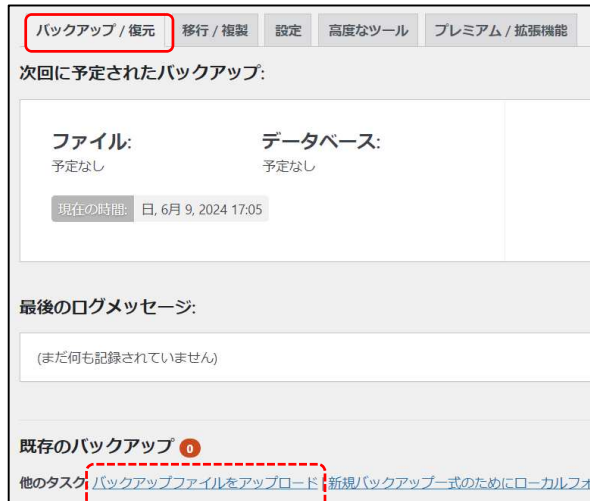 バックアップ / 復元 移行 / 複製 設定 高度なツール プレミアム / 拡張機能
次回に予定されたバックアップ:
ファイル: データベース:
予定なし 予定なし
現在の時間: 日, 6月 9, 2024 17:05
最後のログメッセージ:
(まだ何も記録されていません)
既存のバックアップ 0
他のタスク バックアップファイルをアップロード 新規バックアップ一式のためにローカルフォ